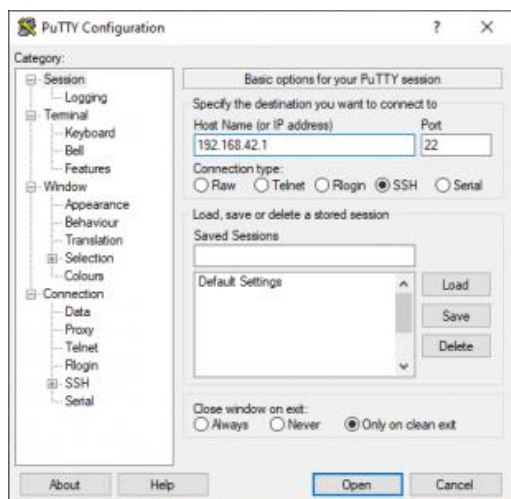 PuTTY Configuration
Category:
Session
Logging
Terminal
Keyboard
Bell
Features
Window
Appearance
Behaviour
Translation
Selection
Colours
Connection
Data
Proxy
Telnet
Rlogin
SSH
Serial
Basic options for your PuTTY session
Specify the destination you want to connect to
Host Name (or IP address) Port
192.168.42.1 22
Connection type:
Raw Telnet Rlogin SSH Serial
Load, save or delete a stored session
Saved Sessions
Default Settings
Load
Save
Delete
Close window on exit:
Always Never Only on clean exit
About Help Open Cancel